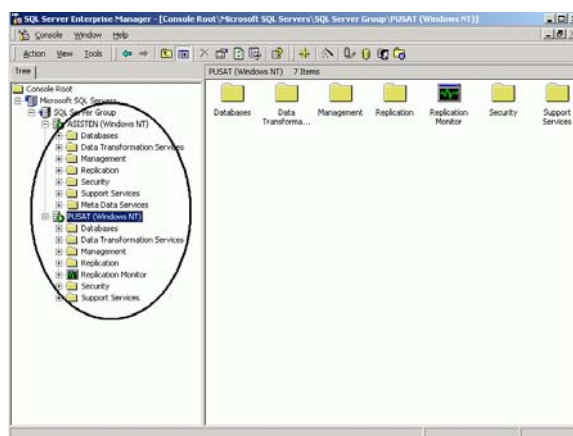 SQL Server Enterprise Manager - [Console Root\Microsoft SQL Servers\SQL Server Group\PUSAT (Windows NT)]
Console Window Help
Action View Tools
Tree
PUSAT (Windows NT) 7 Items
Console Root
Microsoft SQL Servers
SQL Server Group
ASISTEN (Windows NT)
Databases
Data Transformation Services
Management
Replication
Security
Support Services
Meta Data Services
PUSAT (Windows NT)
Databases
Data Transformation Services
Management
Replication
Replication Monitor
Security
Support Services
Databases
Data
Transforma...
Management
Replication
Replication
Monitor
Security
Support
Services